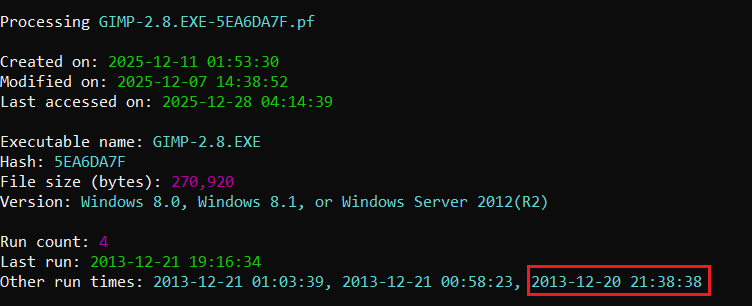 Processing GIMP-2.8.EXE-5EA6DA7F.pf
Created on: 2025-12-11 01:53:30
Modified on: 2025-12-07 14:38:52
Last accessed on: 2025-12-28 04:14:39
Executable name: GIMP-2.8.EXE
Hash: 5EA6DA7F
File size (bytes): 270,920
Version: Windows 8.0, Windows 8.1, or Windows Server 2012(R2)
Run count: 4
Last run: 2013-12-21 19:16:34
Other run times: 2013-12-21 01:03:39, 2013-12-21 00:58:23, 2013-12-20 21:38:38